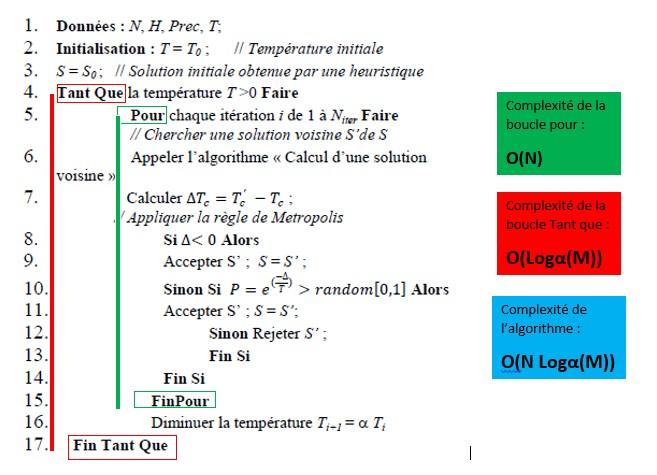 1. Données : N, H, Prec, T;
2. Initialisation : T = T₀ ; // Température initiale
3. S = S₀ ; // Solution initiale obtenue par une heuristique
4. Tant Que la température T >0 Faire
5. Pour chaque itération i de 1 à Nᵢₜₑᵣ Faire
// Chercher une solution voisine S'de S
6. Appeler l'algorithme « Calcul d'une solution
voisine »
7. Calculer ΔT_c = T_c' − T_c ;
// Appliquer la règle de Metropolis
8. Si Δ< 0 Alors
9. Accepter S' ; S = S' ;
10. Sinon Si P = e^(−Δ/T) > random[0,1] Alors
11. Accepter S' ; S = S';
12. Sinon Rejeter S' ;
13. Fin Si
14. Fin Si
15. FinPour
16. Diminuer la température Tᵢ₊₁ = α Tᵢ
17. Fin Tant Que
Complexité de la
boucle pour :
O(N)
Complexité de la
boucle Tant que :
O(Logα(M))
Complexité de
l'algorithme :
O(N Logα(M))